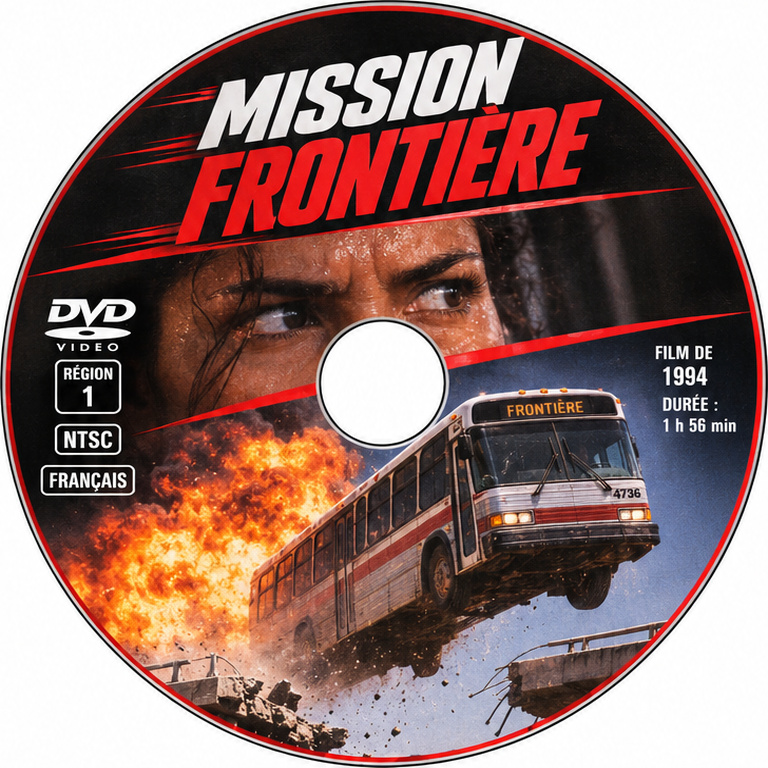 MISSION
FRONTIÈRE
DVD
VIDEO
RÉGION
1
NTSC
FRANÇAIS
FILM DE
1994
DURÉE :
1 h 56 min
FRONTIÈRE
4736